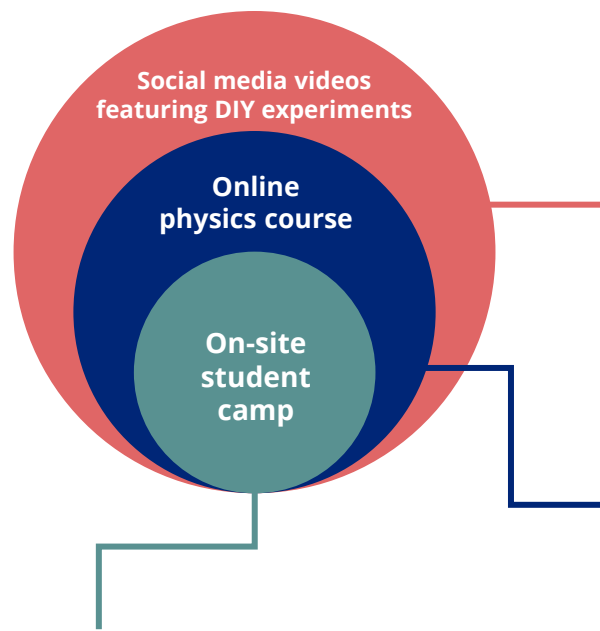 Social media videos
featuring DIY experiments
Online
physics course
On-site
student
camp